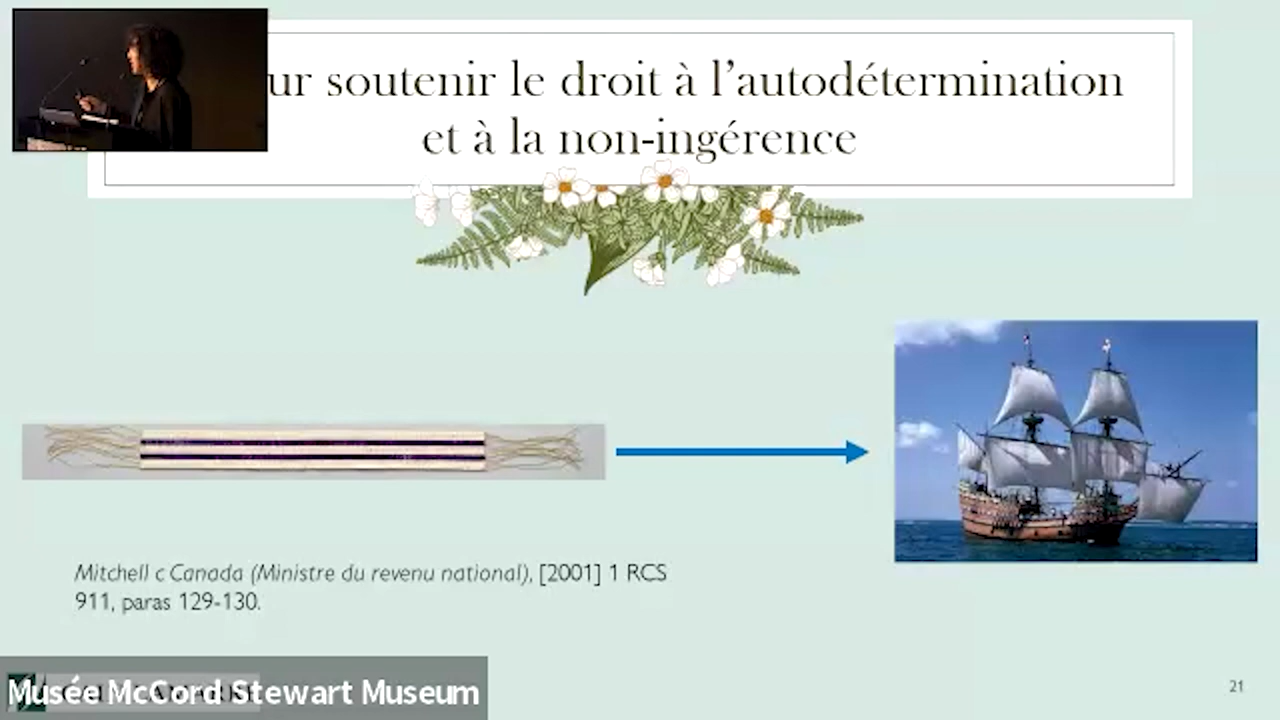 ur soutenir le droit à l’autodétermination
et à la non-ingérence
Mitchell c Canada (Ministre du revenu national), [2001] 1 RCS
911, paras 129-130.
Musée McCord Stewart Museum
21